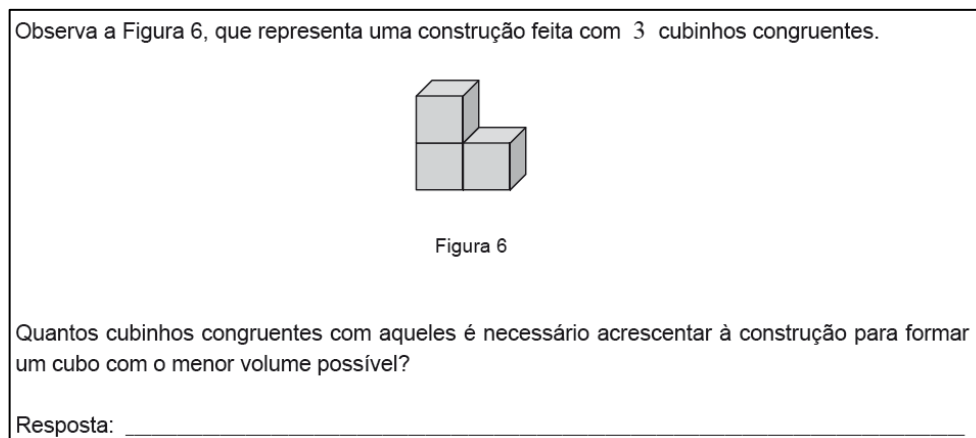 Observa a Figura 6, que representa uma construção feita com 3 cubinhos congruentes.
Figura 6
Quantos cubinhos congruentes com aqueles é necessário acrescentar à construção para formar
um cubo com o menor volume possível?
Resposta: ____________________________________________________________